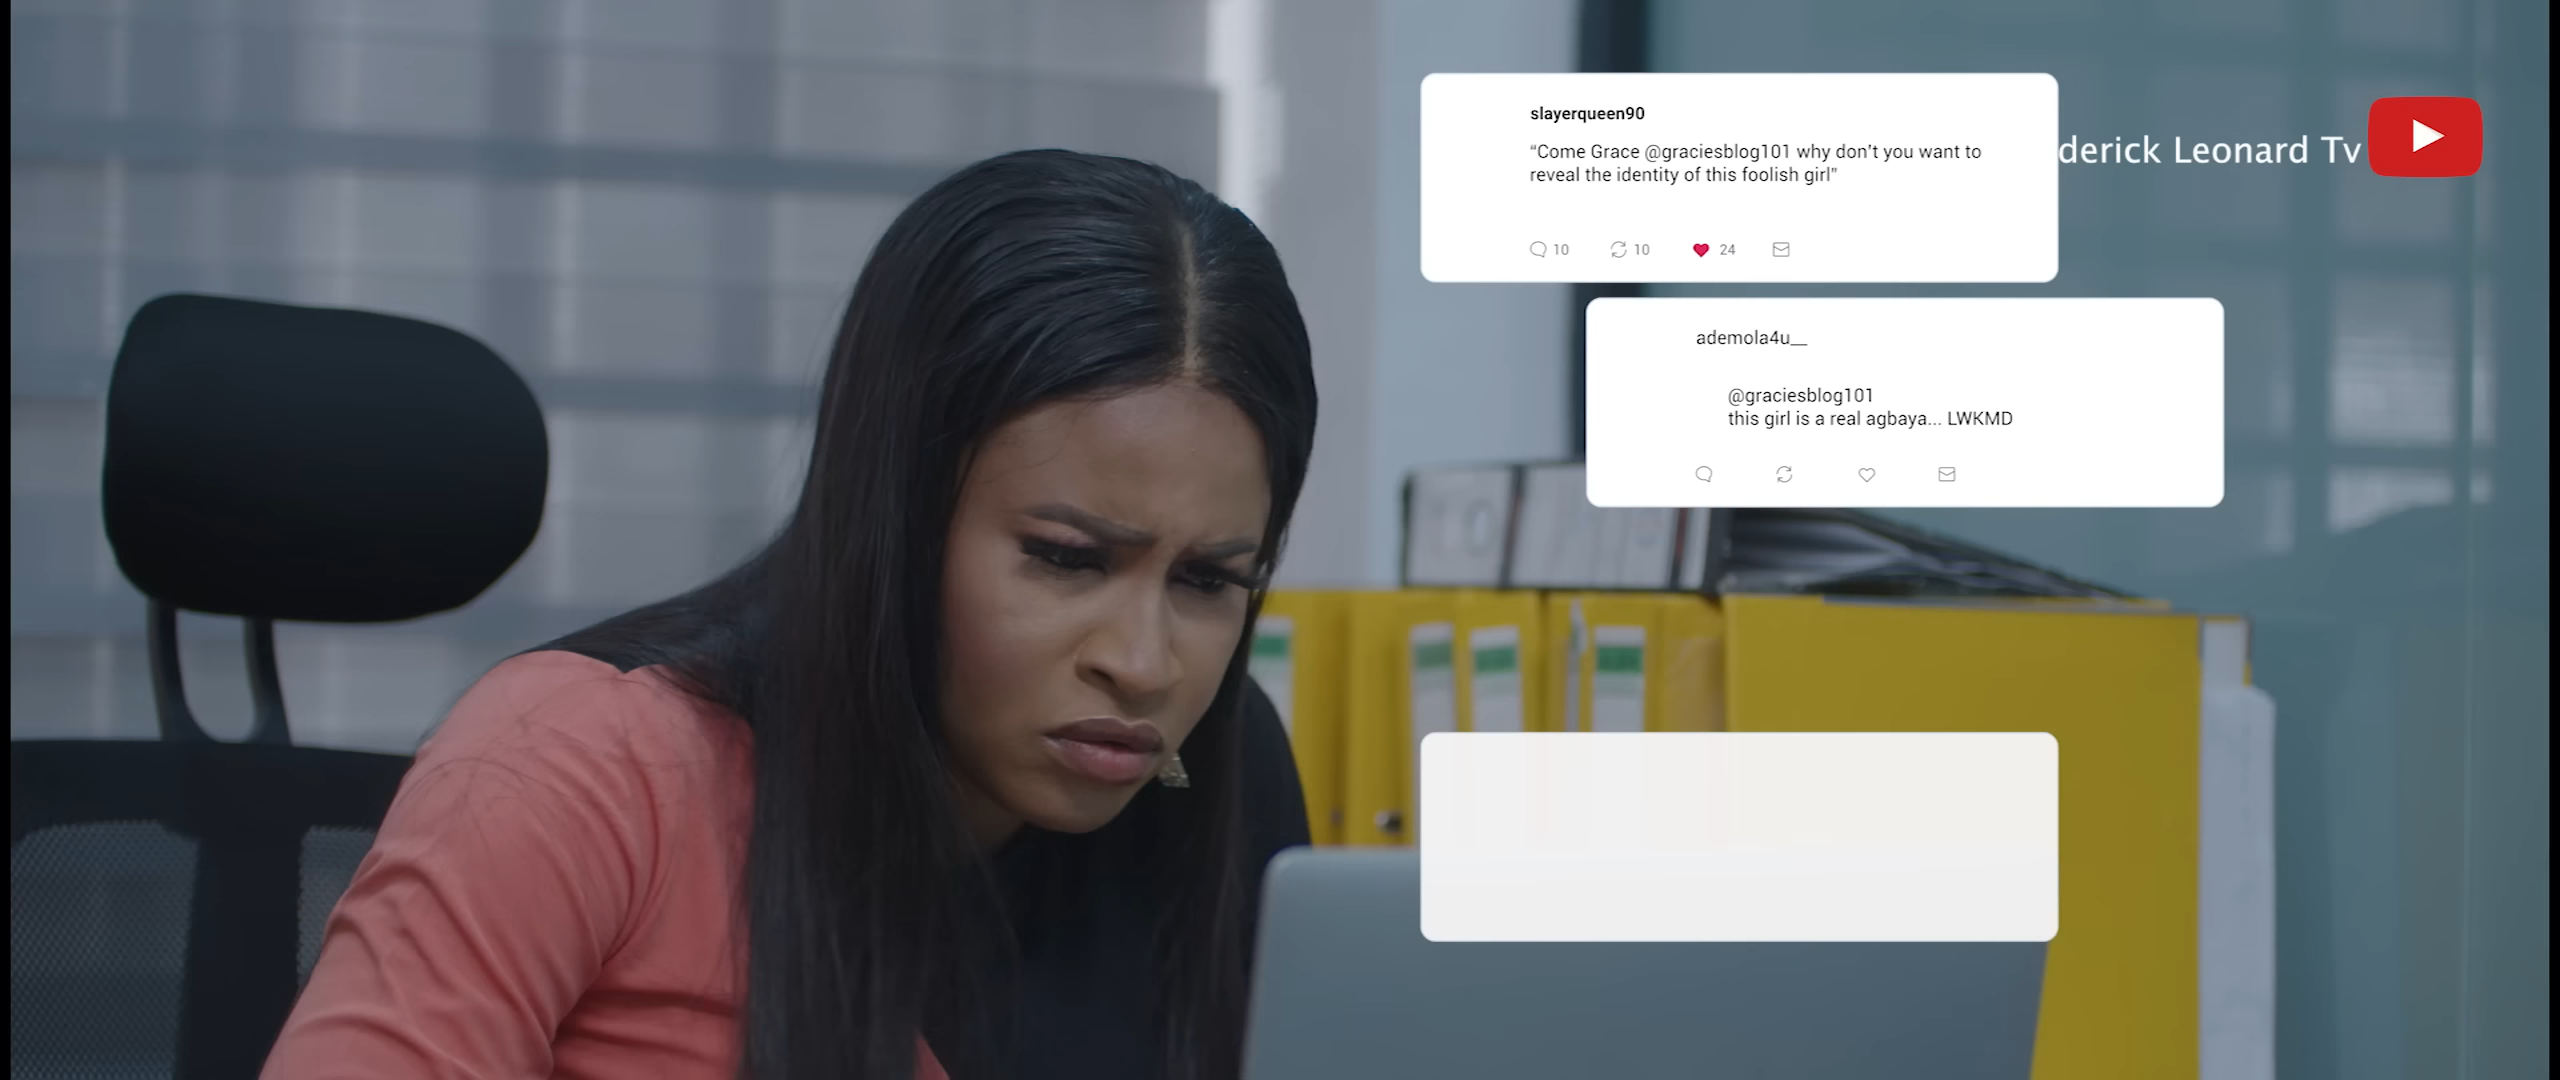 slayerqueen90
“Come Grace @graciesblog101 why don't you want to
reveal the identity of this foolish girl”
10 10 24
derick Leonard Tv
ademola4u__
@graciesblog101
this girl is a real agbaya... LWKMD